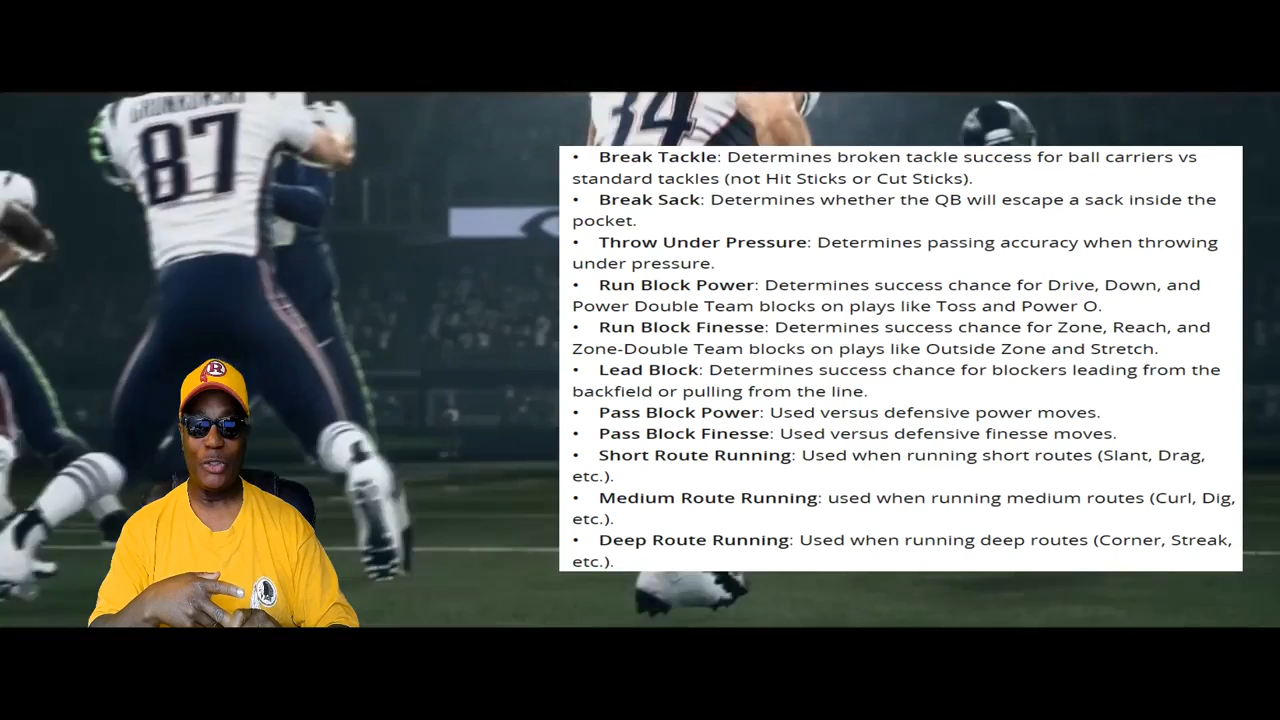 GRONKOWSKI
87
34
R
• Break Tackle: Determines broken tackle success for ball carriers vs
standard tackles (not Hit Sticks or Cut Sticks).
• Break Sack: Determines whether the QB will escape a sack inside the
pocket.
• Throw Under Pressure: Determines passing accuracy when throwing
under pressure.
• Run Block Power: Determines success chance for Drive, Down, and
Power Double Team blocks on plays like Toss and Power O.
• Run Block Finesse: Determines success chance for Zone, Reach, and
Zone-Double Team blocks on plays like Outside Zone and Stretch.
• Lead Block: Determines success chance for blockers leading from the
backfield or pulling from the line.
• Pass Block Power: Used versus defensive power moves.
• Pass Block Finesse: Used versus defensive finesse moves.
• Short Route Running: Used when running short routes (Slant, Drag,
etc.).
• Medium Route Running: used when running medium routes (Curl, Dig,
etc.).
• Deep Route Running: Used when running deep routes (Corner, Streak,
etc.).